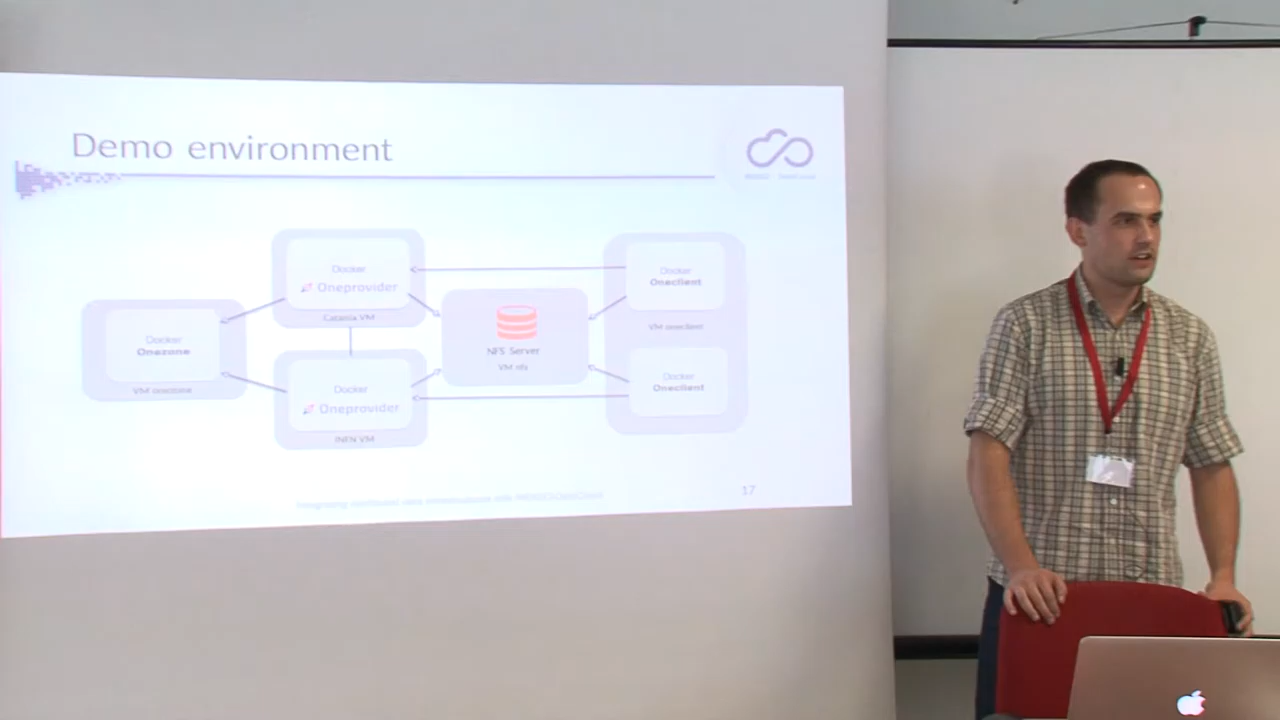 Demo environment
Docker
Oneprovider
Catania VM
Docker
Oneclient
VM oneclient
Docker
Onezone
VM onezone
NFS Server
VM nfs
Docker
Oneprovider
INFN VM
Docker
Oneclient
17